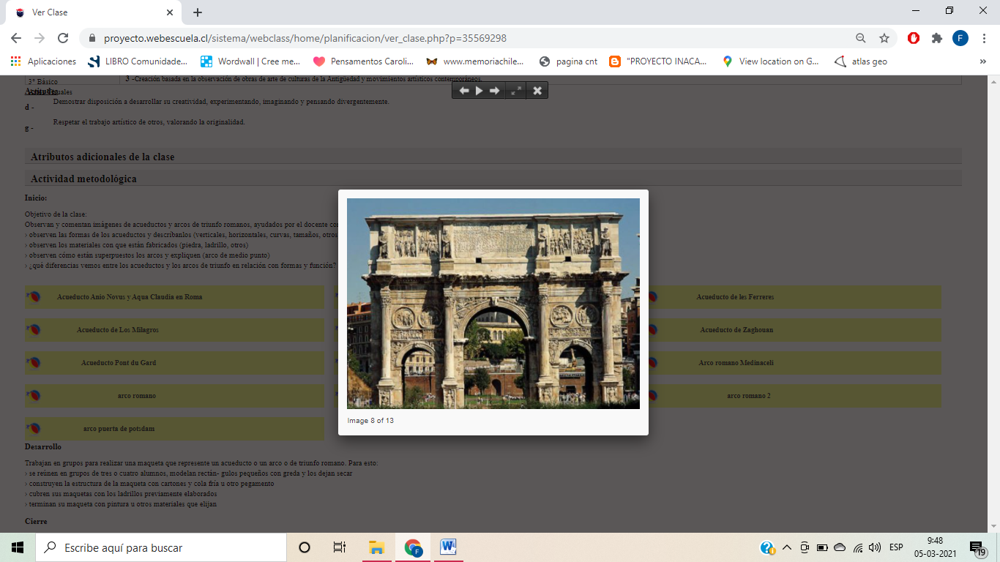 Ver Clase
proyecto.webescuela.cl/sistema/webclass/home/planificacion/ver_clase.php?p=35569298
F
Aplicaciones
LIBRO Comunidade...
Wordwall | Cree me...
Pensamentos Caroli...
www.memoriachile...
pagina cnt
"PROYECTO INACA...
View location on G...
atlas geo
»
3° Básico
3 -Creación basada en la observación de obras de arte de culturas de la Antigüedad y movimientos artísticos contemporáneos.
Actitudes
d -
Demostrar disposición a desarrollar su creatividad, experimentando, imaginando y pensando divergentemente.
g -
Respetar el trabajo artístico de otros, valorando la originalidad.
Atributos adicionales de la clase
Actividad metodológica
Inicio:
Objetivo de la clase:
Observan y comentan imágenes de acueductos y arcos de triunfo romanos, ayudados por el docente con
› observen las formas de los acueductos y descríbanlos (verticales, horizontales, curvas, tamaños, otros
› observen los materiales con que están fabricados (piedra, ladrillo, otros)
› observen cómo están superpuestos los arcos y expliquen (arco de medio punto)
› ¿qué diferencias vemos entre los acueductos y los arcos de triunfo en relación con formas y función?
Acueducto Anio Novus y Aqua Claudia en Roma
Acueducto de les Ferreres
Acueducto de Los Milagros
Acueducto de Zaghouan
Acueducto Pont du Gard
Arco romano Medinaceli
arco romano
arco romano 2
arco puerta de potsdam
Image 8 of 13
Desarrollo
Trabajan en grupos para realizar una maqueta que represente un acueducto o un arco o de triunfo romano. Para esto:
› se reúnen en grupos de tres o cuatro alumnos, modelan rectán- gulos pequeños con greda y los dejan secar
› construyen la estructura de la maqueta con cartones y cola fría u otro pegamento
› cubren sus maquetas con los ladrillos previamente elaborados
› terminan su maqueta con pintura u otros materiales que elijan
Cierre
Escribe aquí para buscar
F
ESP
9:48
05-03-2021
19